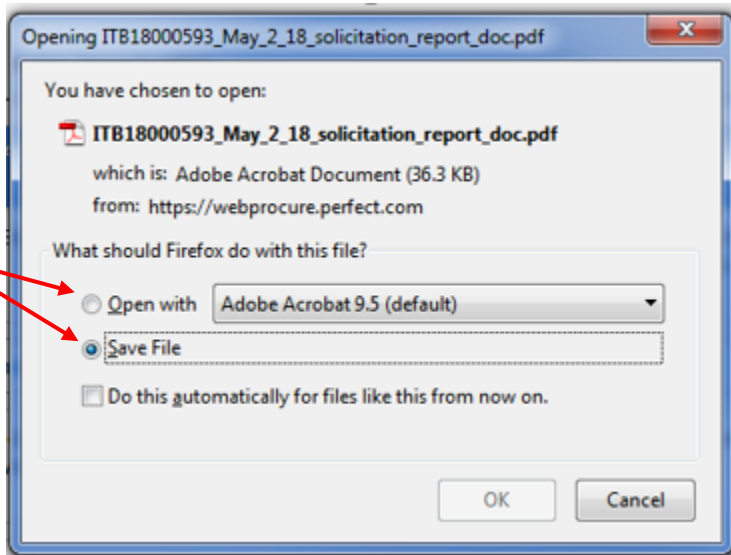 Opening ITB18000593_May_2_18_solicitation_report_doc.pdf
You have chosen to open:
ITB18000593_May_2_18_solicitation_report_doc.pdf
which is: Adobe Acrobat Document (36.3 KB)
from: https://webprocure.perfect.com
What should Firefox do with this file?
Open with Adobe Acrobat 9.5 (default)
Save File
Do this automatically for files like this from now on.
OK Cancel